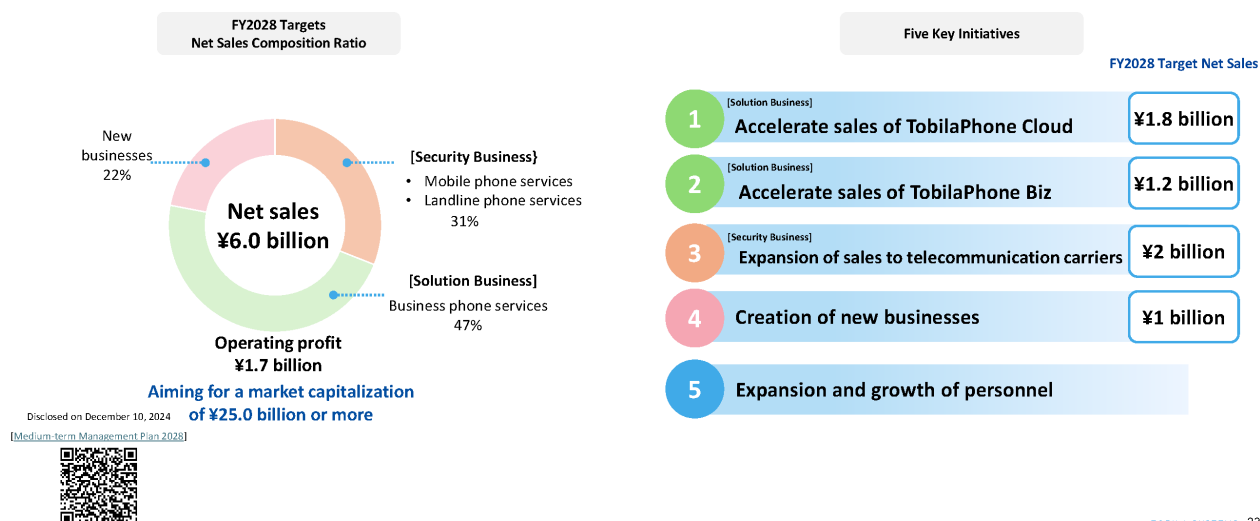 FY2028 Targets
Net Sales Composition Ratio
New
businesses
22%
[Security Business}
• Mobile phone services
• Landline phone services
31%
Net sales
¥6.0 billion
[Solution Business]
Business phone services
47%
Operating profit
¥1.7 billion
Aiming for a market capitalization
of ¥25.0 billion or more
Disclosed on December 10, 2024
[Medium-term Management Plan 2028]
Five Key Initiatives
FY2028 Target Net Sales
1
[Solution Business]
Accelerate sales of TobilaPhone Cloud
¥1.8 billion
2
[Solution Business]
Accelerate sales of TobilaPhone Biz
¥1.2 billion
3
[Security Business]
Expansion of sales to telecommunication carriers
¥2 billion
4
Creation of new businesses
¥1 billion
5
Expansion and growth of personnel